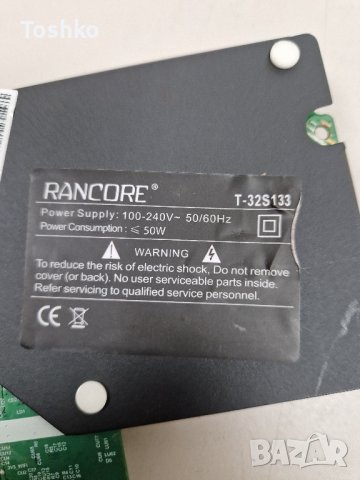 Toshko
RANCORE® T-32S133
Power Supply: 100-240V~ 50/60Hz
Power Consumption : ≤ 50W
WARNING
To reduce the risk of electric shock, Do not remove
cover (or back). No user serviceable parts inside.
Refer servicing to qualified service personnel.
CE
BAZAR